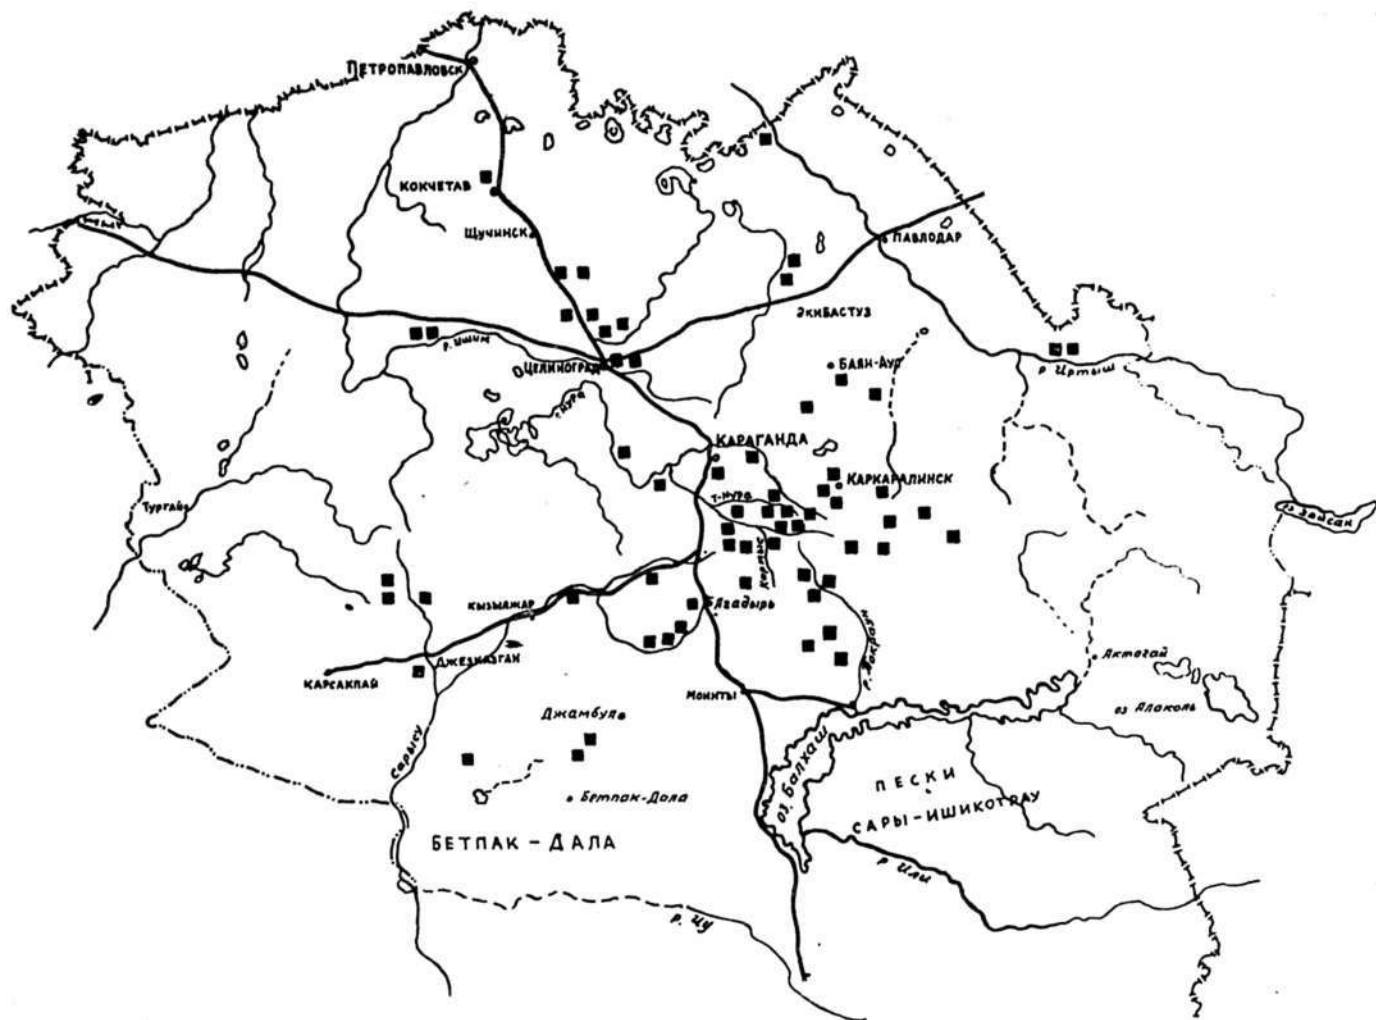 ПЕТРОПАВЛОВСК
КОКЧЕТАВ
ЩУЧИНСК
ПАВЛОДАР
ЭКИБАСТУЗ
р. Ишим
ЦЕЛИНОГРАД
БАЯН-АУЛ
р Иртыш
г.НУРА
КАРАГАНДА
КАРКАРАЛИНСК
Т-НУРА
Тургай
оз Зайсан
КЫЗЫЛЖАР
Агадырь
ДЖЕЗКАЗГАН
КАРСАКПАЙ
Актогай
МОИНТЫ
Джамбул
оз Алаколь
Сарысу
оз. Балхаш
ПЕСКИ
Бетпак-Дала
САРЫ-ИШИКОТРАУ
БЕТПАК-ДАЛА
р Или
р. Чу